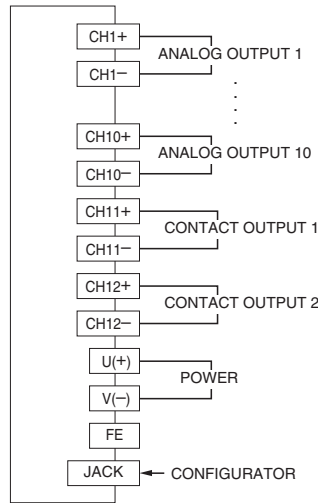 CH1+
ANALOG OUTPUT 1
CH1−
CH10+
ANALOG OUTPUT 10
CH10−
CH11+
CONTACT OUTPUT 1
CH11−
CH12+
CONTACT OUTPUT 2
CH12−
U(+)
POWER
V(−)
FE
JACK
CONFIGURATOR